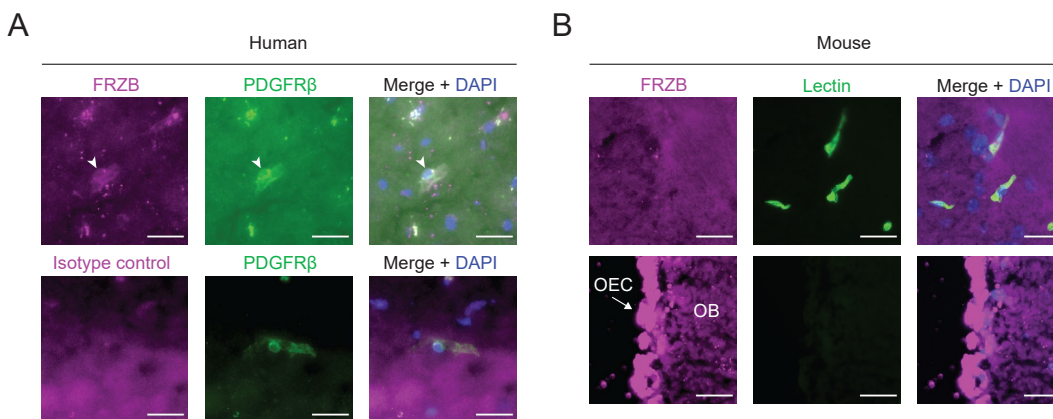 A
Human
FRZB PDGFRβ Merge + DAPI
Isotype control PDGFRβ Merge + DAPI
B
Mouse
FRZB Lectin Merge + DAPI
OEC
OB